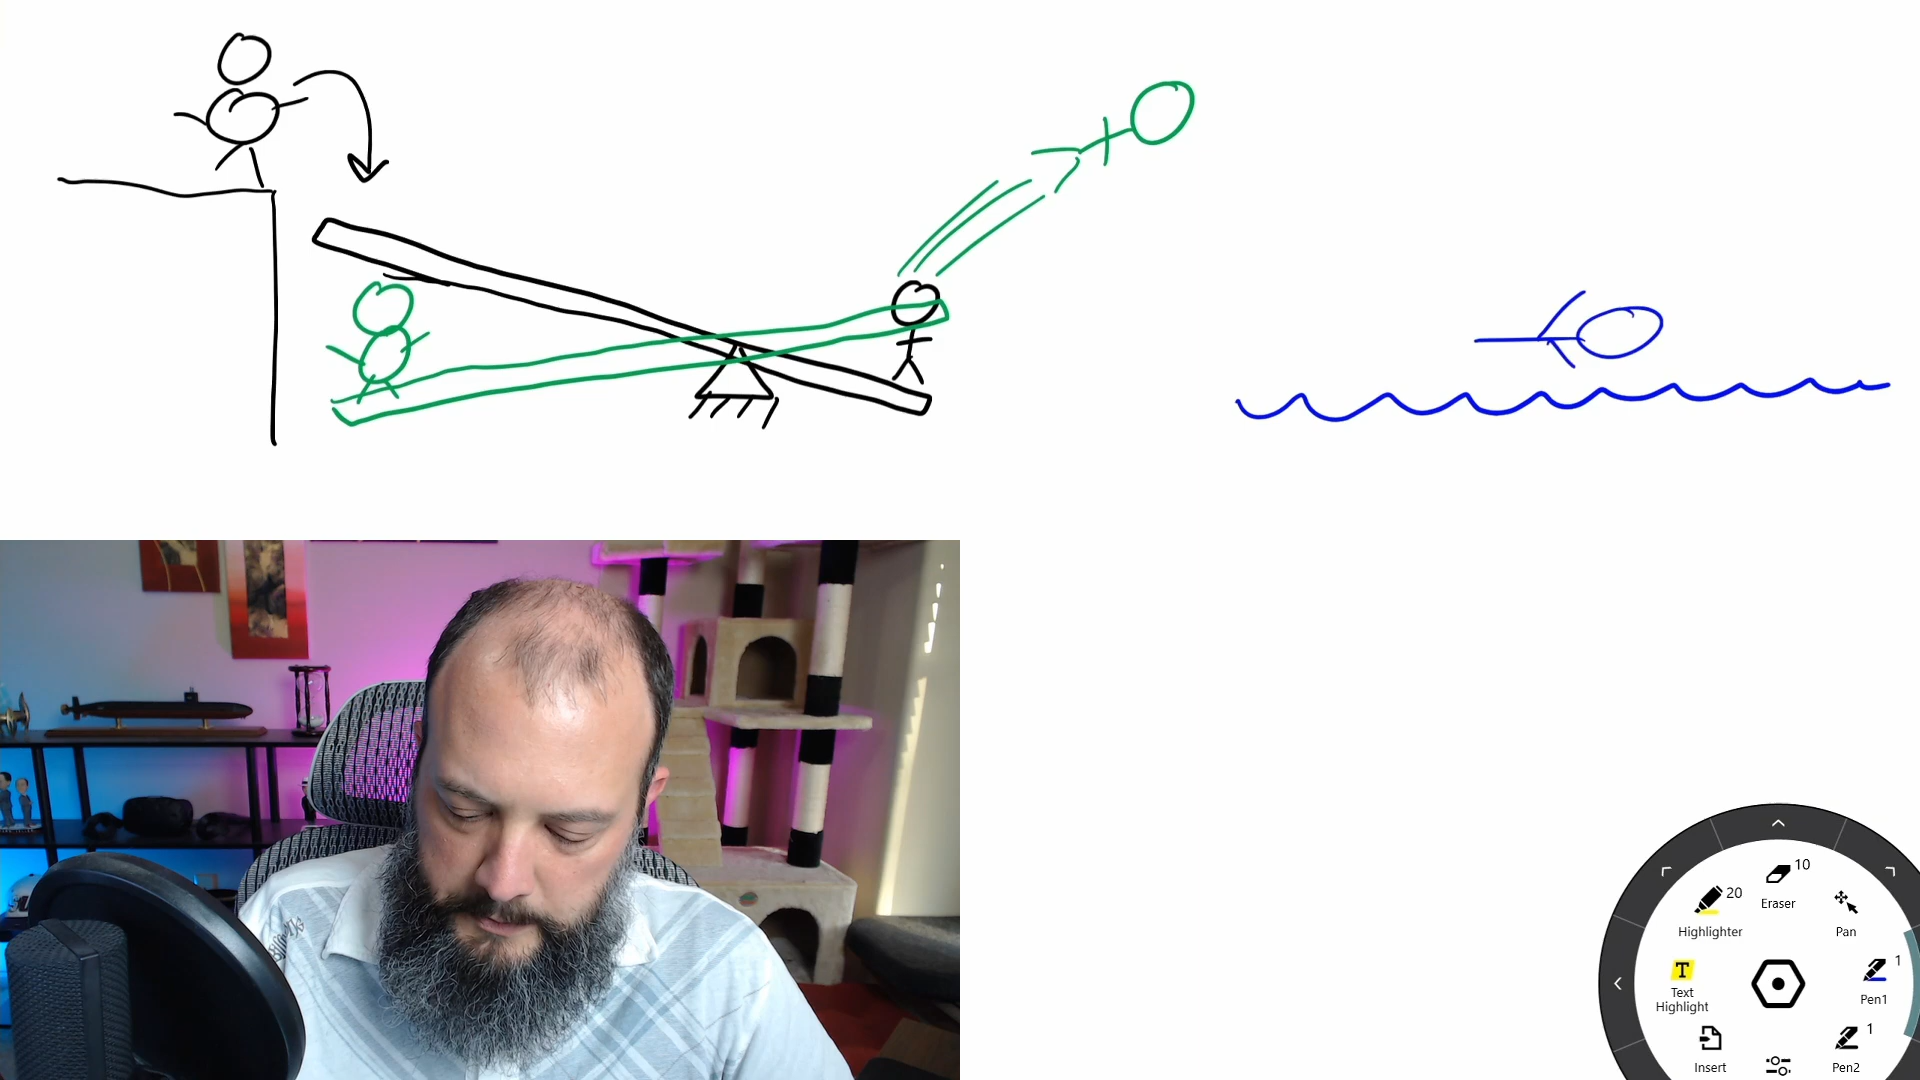 10
Eraser
20
Highlighter
Pan
T
Text
Highlight
1
Pen1
Insert
1
Pen2